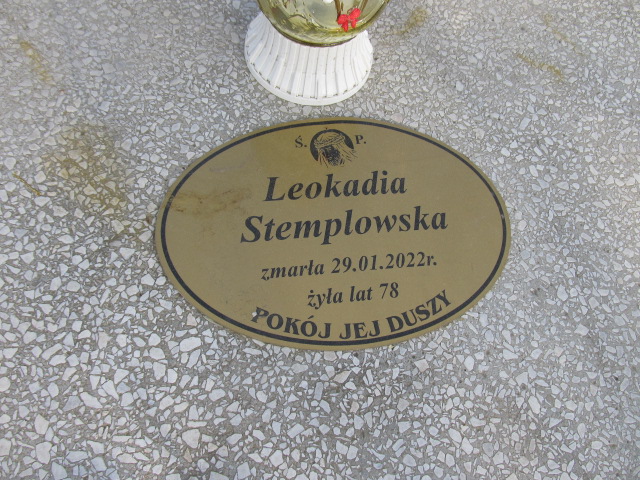 Ś. P.
Leokadia
Stemplowska
zmarła 29.01.2022r.
żyła lat 78
POKÓJ JEJ DUSZY